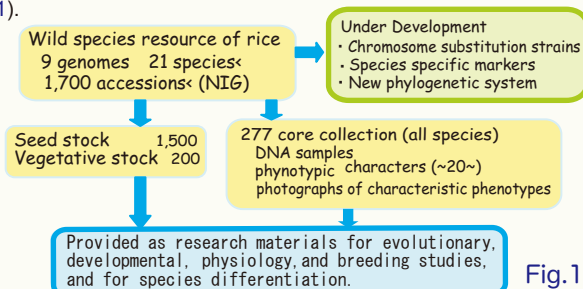 1).
Wild species resource of rice
9 genomes 21 species<
1,700 accessions< (NIG)
Under Development
· Chromosome substitution strains
· Species specific markers
· New phylogenetic system
Seed stock 1,500
Vegetative stock 200
277 core collection (all species)
DNA samples
phynotypic characters (~20~)
photographs of characteristic phenotypes
Provided as research materials for evolutionary,
developmental, physiology, and breeding studies,
and for species differentiation.
Fig.1